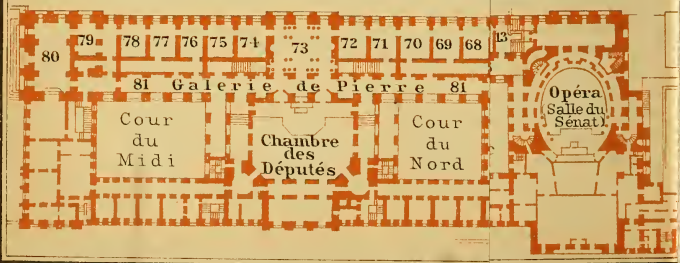 80 79 78 77 76 75 74 73 72 71 70 69 68 13
81 Galerie de Pierre 81
Cour
du
Midi
Chambre
des
Députés
Cour
du
Nord
Opéra
(Salle du
Sénat)